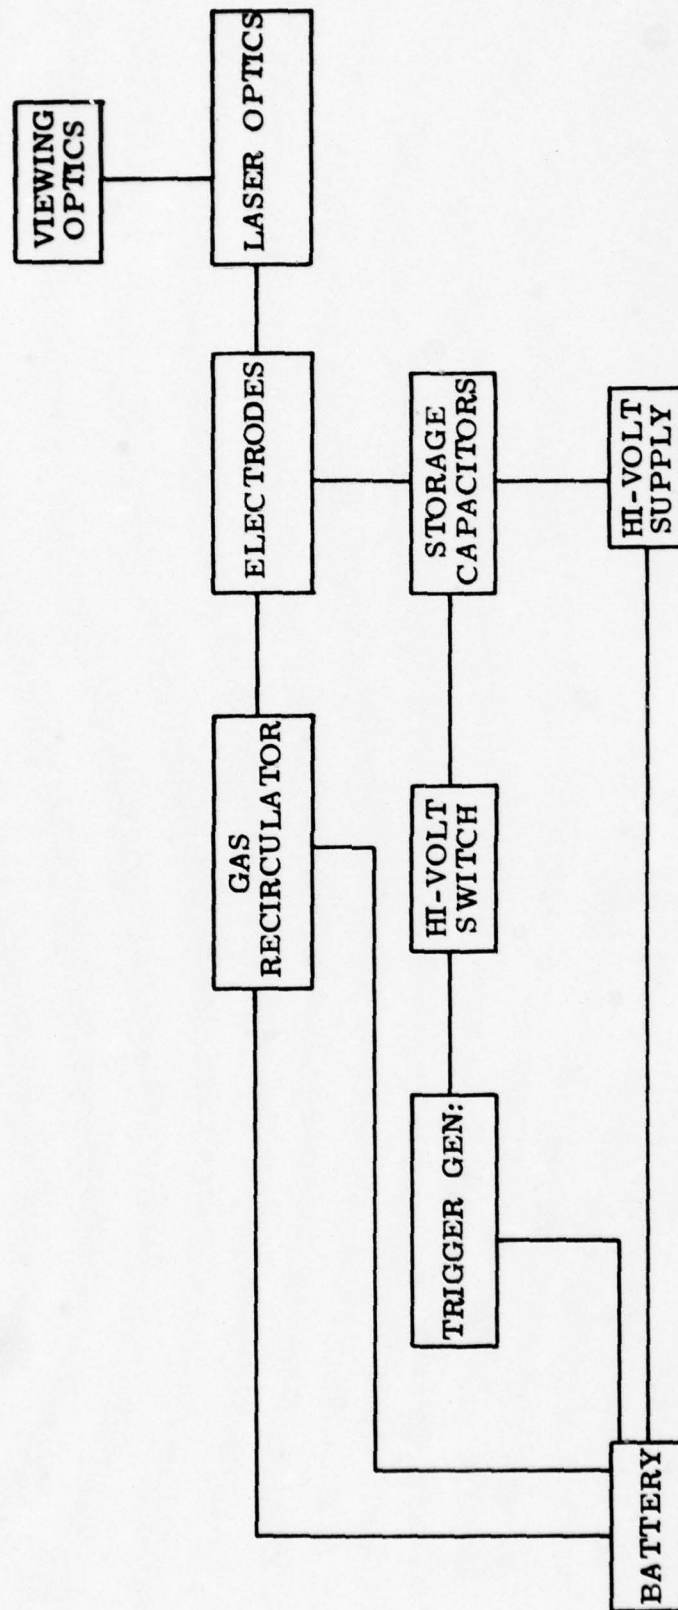 VIEWING
OPTICS
LASER OPTICS
ELECTRODES
GAS
RECIRCULATOR
STORAGE
CAPACITORS
HI-VOLT
SWITCH
TRIGGER GEN:
HI-VOLT
SUPPLY
BATTERY